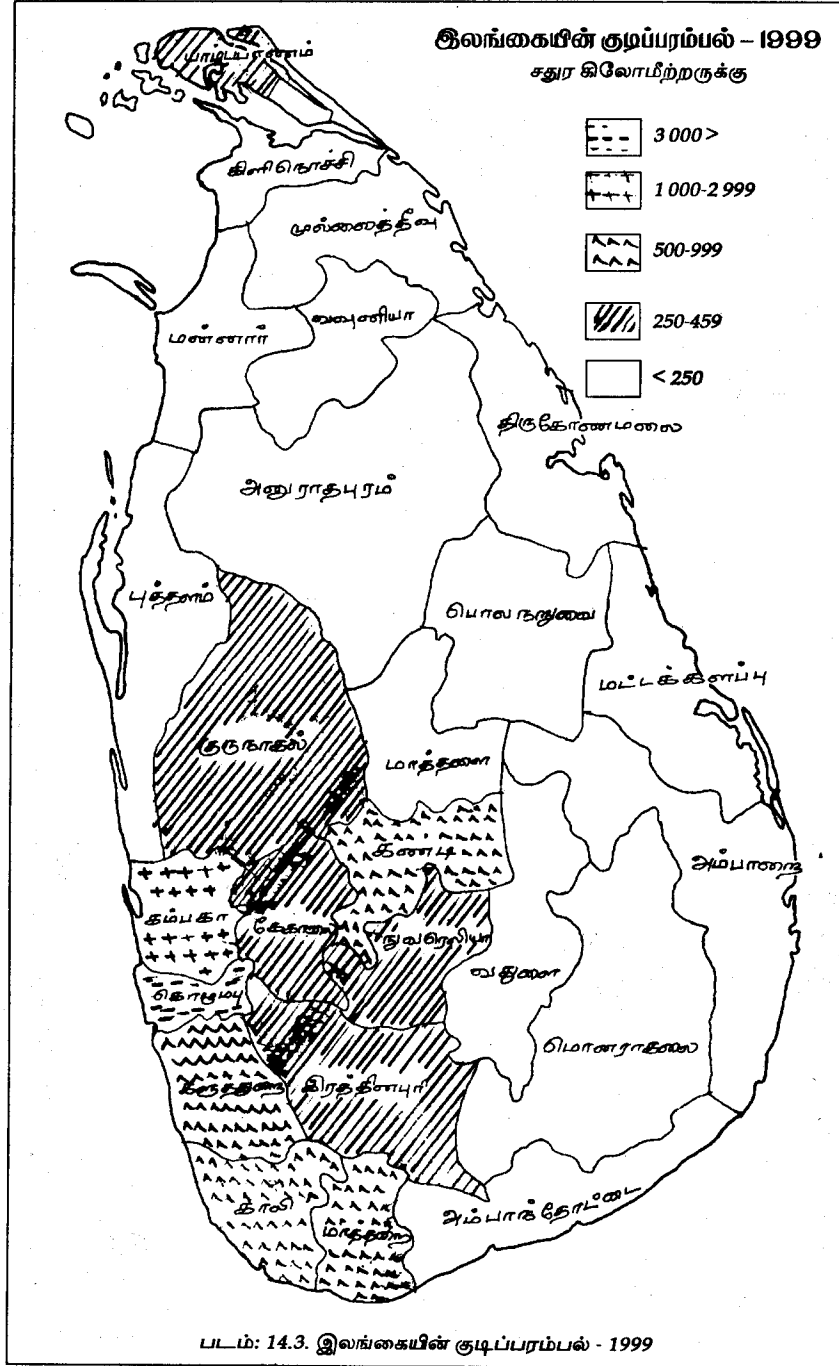 இலங்கையின் குடிப்பரம்பல் – 1999
சதுர கிலோமீற்றருக்கு
3 000 >
1 000-2 999
500-999
250-459
< 250
யாழ்ப்பாணம்
கிளிநொச்சி
முல்லைத்தீவு
வவுனியா
மன்னார்
திருகோணமலை
அனுராதபுரம்
புத்தளம்
பொலநறுவை
மட்டக்களப்பு
குருநாகல்
மாத்தளை
கண்டி
அம்பாறை
கம்பகா
கேகாலை
நுவரெலியா
வதுளை
கொழும்பு
மொனராகலை
களுத்துறை
இரத்தினபுரி
காலி
மாத்தறை
அம்பாந்தோட்டை
படம்: 14.3. இலங்கையின் குடிப்பரம்பல் - 1999